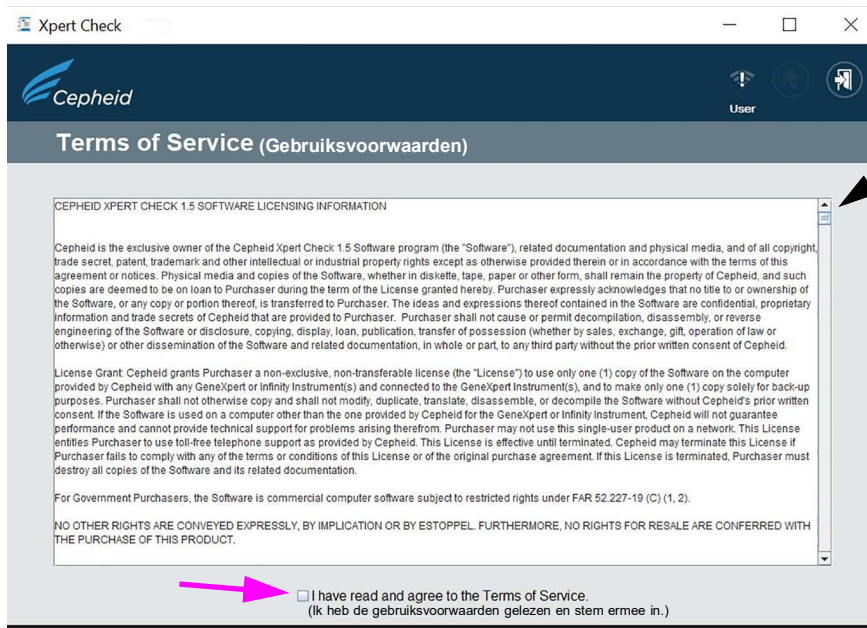 Xpert Check
Cepheid
User
Terms of Service (Gebruiksvoorwaarden)
CEPHEID XPERT CHECK 1.5 SOFTWARE LICENSING INFORMATION
Cepheid is the exclusive owner of the Cepheid Xpert Check 1.5 Software program (the "Software"), related documentation and physical media, and of all copyright,
trade secret, patent, trademark and other intellectual or industrial property rights except as otherwise provided therein or in accordance with the terms of this
agreement or notices. Physical media and copies of the Software, whether in diskette, tape, paper or other form, shall remain the property of Cepheid, and such
copies are deemed to be on loan to Purchaser during the term of the License granted hereby. Purchaser expressly acknowledges that no title to or ownership of
the Software, or any copy or portion thereof, is transferred to Purchaser. The ideas and expressions thereof contained in the Software are confidential, proprietary
information and trade secrets of Cepheid that are provided to Purchaser. Purchaser shall not cause or permit decompilation, disassembly, or reverse
engineering of the Software or disclosure, copying, display, loan, publication, transfer of possession (whether by sales, exchange, gift, operation of law or
otherwise) or other dissemination of the Software and related documentation, in whole or part, to any third party without the prior written consent of Cepheid.
License Grant: Cepheid grants Purchaser a non-exclusive, non-transferable license (the "License") to use only one (1) copy of the Software on the computer
provided by Cepheid with any GeneXpert or Infinity Instrument(s) and connected to the GeneXpert Instrument(s), and to make only one (1) copy solely for back-up
purposes. Purchaser shall not otherwise copy and shall not modify, duplicate, translate, disassemble, or decompile the Software without Cepheid's prior written
consent. If the Software is used on a computer other than the one provided by Cepheid for the GeneXpert or Infinity Instrument, Cepheid will not guarantee
performance and cannot provide technical support for problems arising therefrom. Purchaser may not use this single-user product on a network. This License
entitles Purchaser to use toll-free telephone support as provided by Cepheid. This License is effective until terminated. Cepheid may terminate this License if
Purchaser fails to comply with any of the terms or conditions of this License or of the original purchase agreement. If this License is terminated, Purchaser must
destroy all copies of the Software and its related documentation.
For Government Purchasers, the Software is commercial computer software subject to restricted rights under FAR 52.227-19 (C) (1, 2).
NO OTHER RIGHTS ARE CONVEYED EXPRESSLY, BY IMPLICATION OR BY ESTOPPEL. FURTHERMORE, NO RIGHTS FOR RESALE ARE CONFERRED WITH
THE PURCHASE OF THIS PRODUCT.
I have read and agree to the Terms of Service.
(Ik heb de gebruiksvoorwaarden gelezen en stem ermee in.)